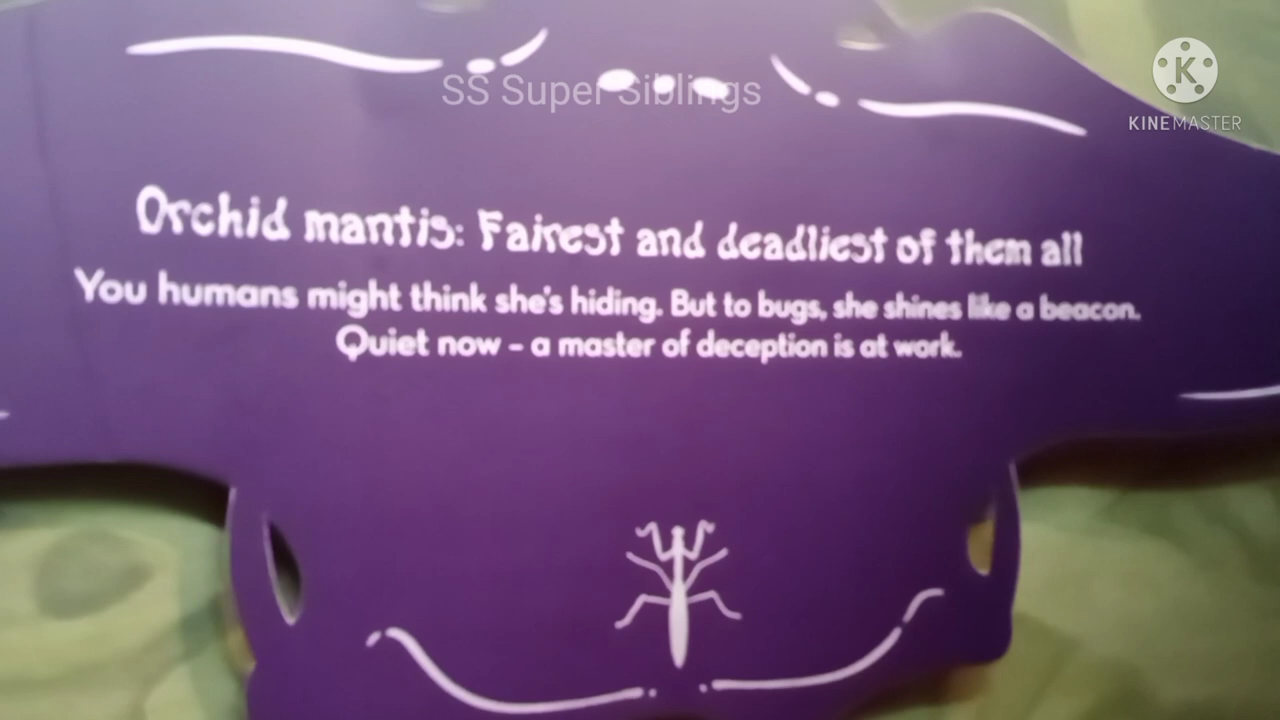 SS Super Siblings
K
KINEMASTER
Orchid mantis: Fairest and deadliest of them all
You humans might think she's hiding. But to bugs, she shines like a beacon.
Quiet now – a master of deception is at work.